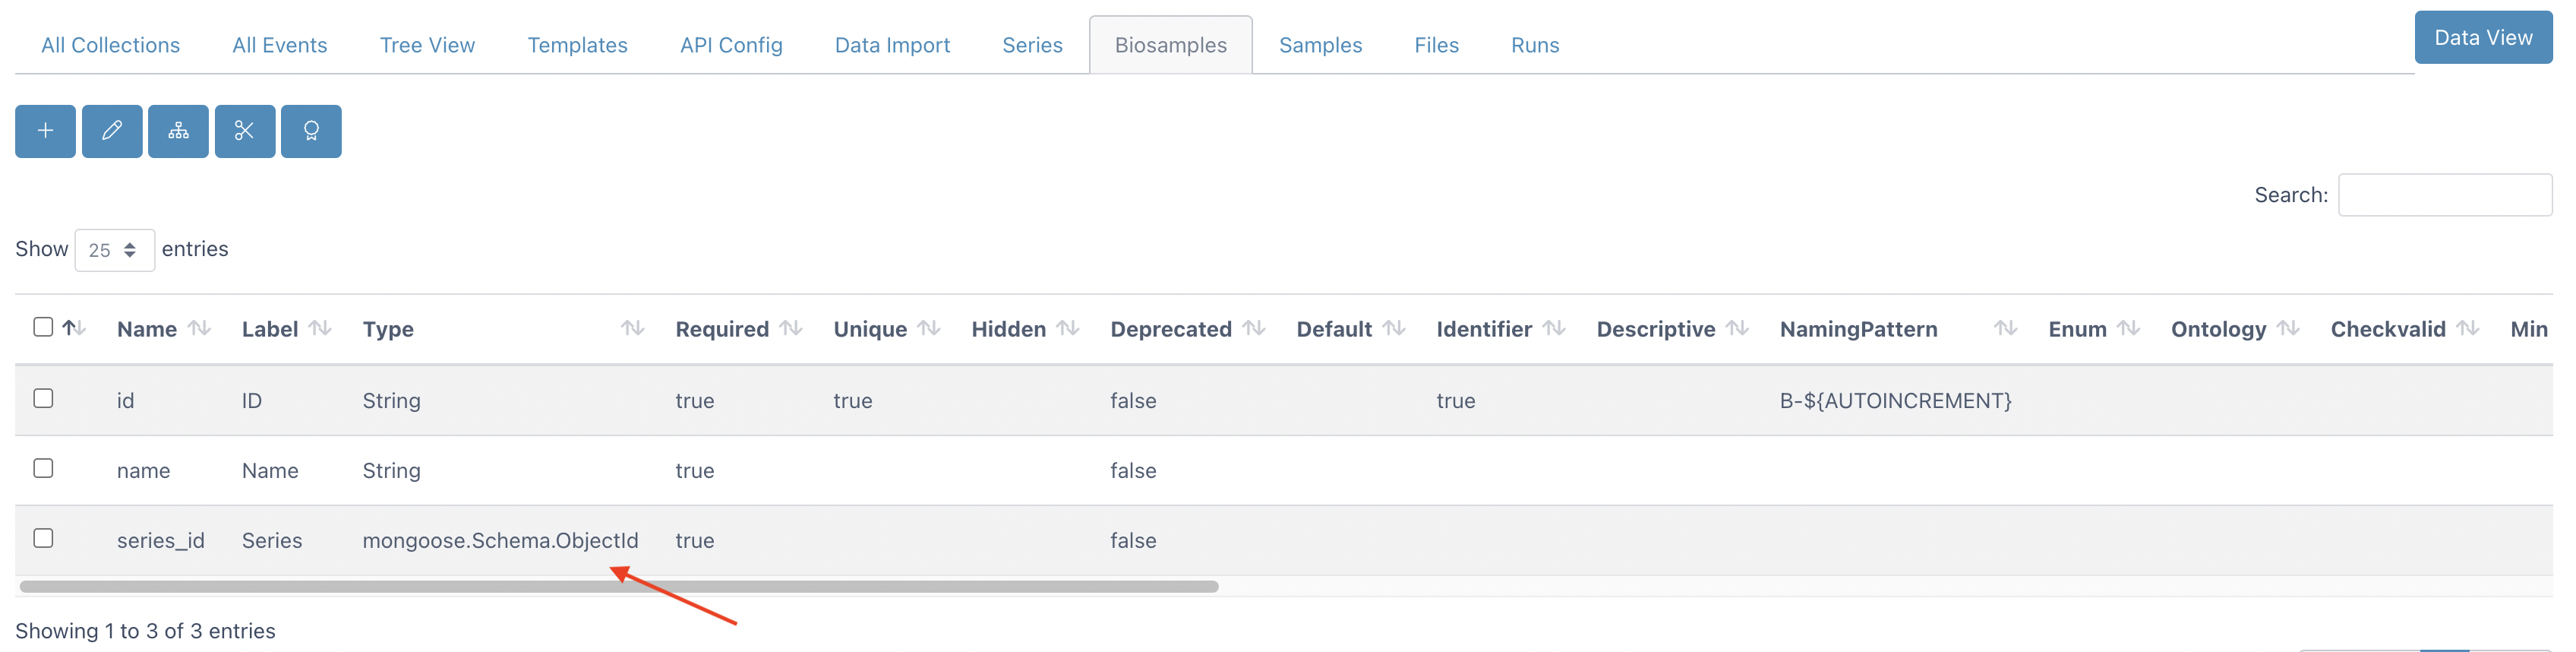 All Collections All Events Tree View Templates API Config Data Import Series Biosamples Samples Files Runs Data View
Search:
Show 25 entries
Name Label Type Required Unique Hidden Deprecated Default Identifier Descriptive NamingPattern Enum Ontology Checkvalid Min
id ID String true true false true B-${AUTOINCREMENT}
name Name String true false
series_id Series mongoose.Schema.ObjectId true false
Showing 1 to 3 of 3 entries